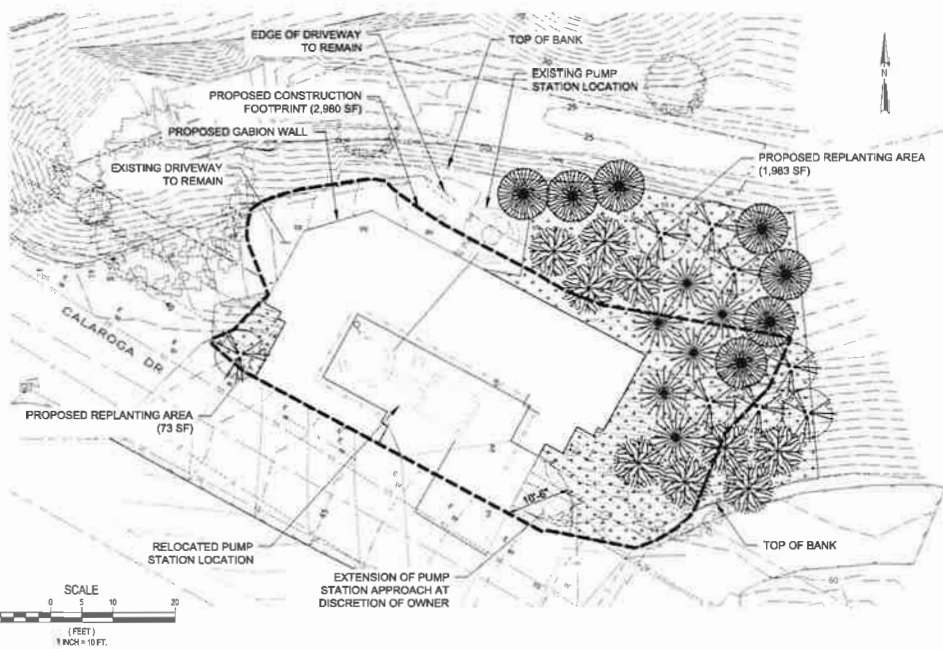 EDGE OF DRIVEWAY
TO REMAIN
TOP OF BANK
N
EXISTING PUMP
STATION LOCATION
PROPOSED CONSTRUCTION
FOOTPRINT (2,980 SF)
PROPOSED GABION WALL
25
25
PROPOSED REPLANTING AREA
(1,983 SF)
EXISTING DRIVEWAY
TO REMAIN
CALAROGA DR
PROPOSED REPLANTING AREA
(73 SF)
10'-6"
RELOCATED PUMP
STATION LOCATION
TOP OF BANK
EXTENSION OF PUMP
STATION APPROACH AT
DISCRETION OF OWNER
SCALE
0 5 10 20
( FEET )
1 INCH = 10 FT.